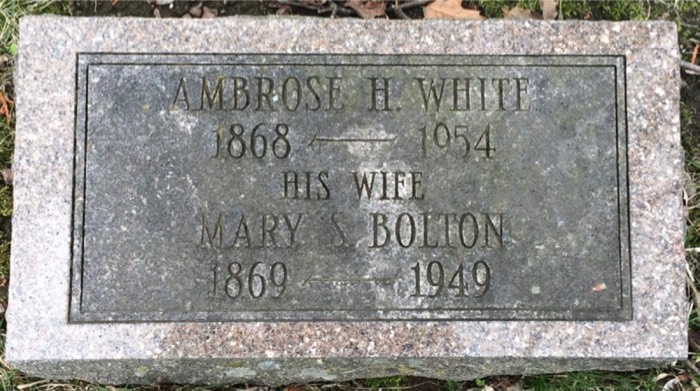 AMBROSE H. WHITE
1868 — 1954
HIS WIFE
MARY S. BOLTON
1869 — 1949